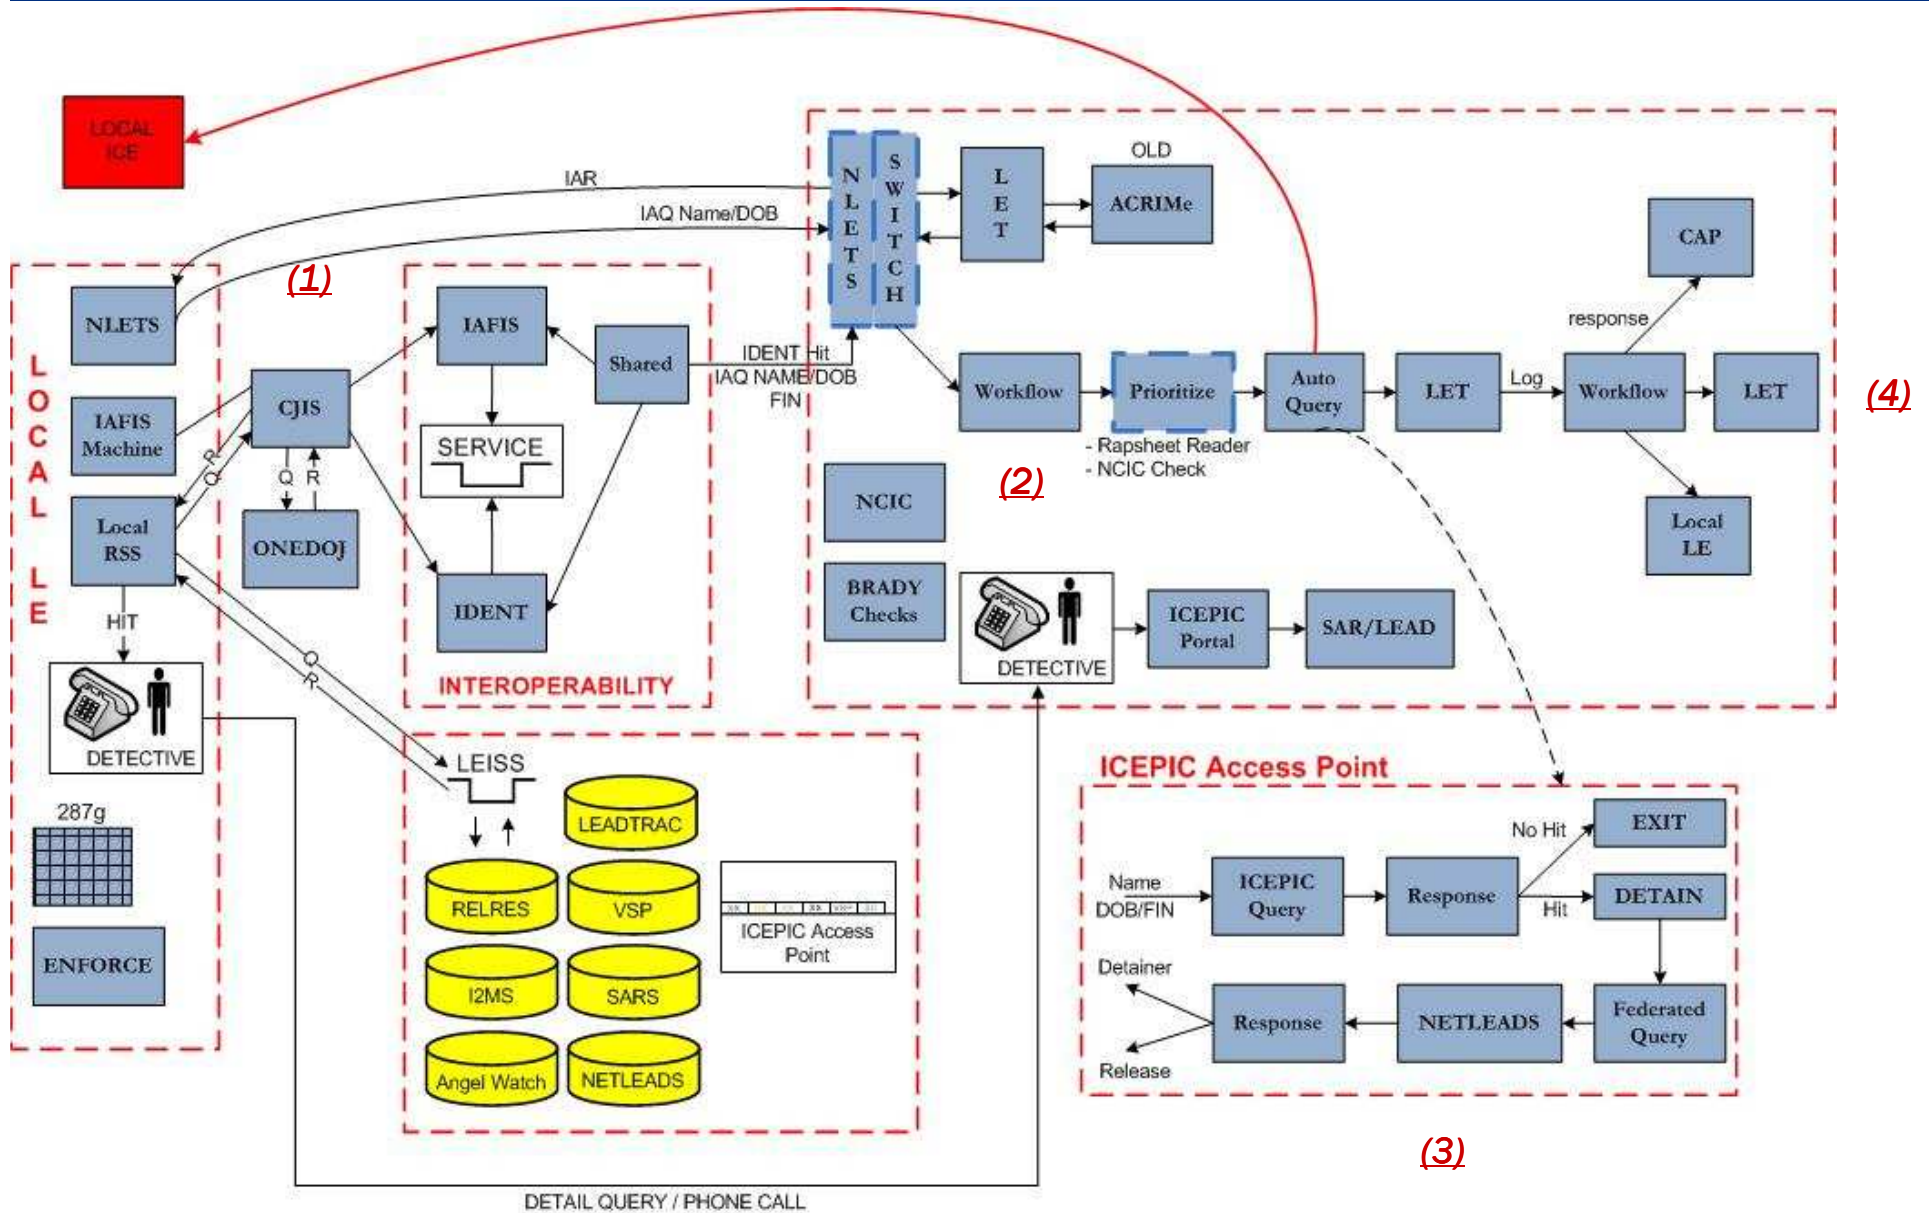 LOCAL
ICE
IAR
IAQ Name/DOB
(1)
LOCAL LE
NLETS
IAFIS
Machine
Local
RSS
HIT
DETECTIVE
287g
ENFORCE
CJIS
R
Q
Q
R
ONEDOJ
Q
R
IAFIS
Shared
SERVICE
IDENT
INTEROPERABILITY
IDENT Hit
IAQ NAME/DOB
FIN
NLETS
SWITCH
LET
OLD
ACRIMe
Workflow
Prioritize
- Rapsheet Reader
- NCIC Check
Auto
Query
LET
Log
Workflow
response
CAP
LET
Local
LE
(2)
(4)
NCIC
BRADY
Checks
DETECTIVE
ICEPIC
Portal
SAR/LEAD
LEISS
LEADTRAC
RELRES
VSP
I2MS
SARS
Angel Watch
NETLEADS
ICEPIC Access
Point
DETAIL QUERY / PHONE CALL
ICEPIC Access Point
Name
DOB/FIN
ICEPIC
Query
Response
No Hit
EXIT
Hit
DETAIN
Federated
Query
NETLEADS
Response
Detainer
Release
(3)